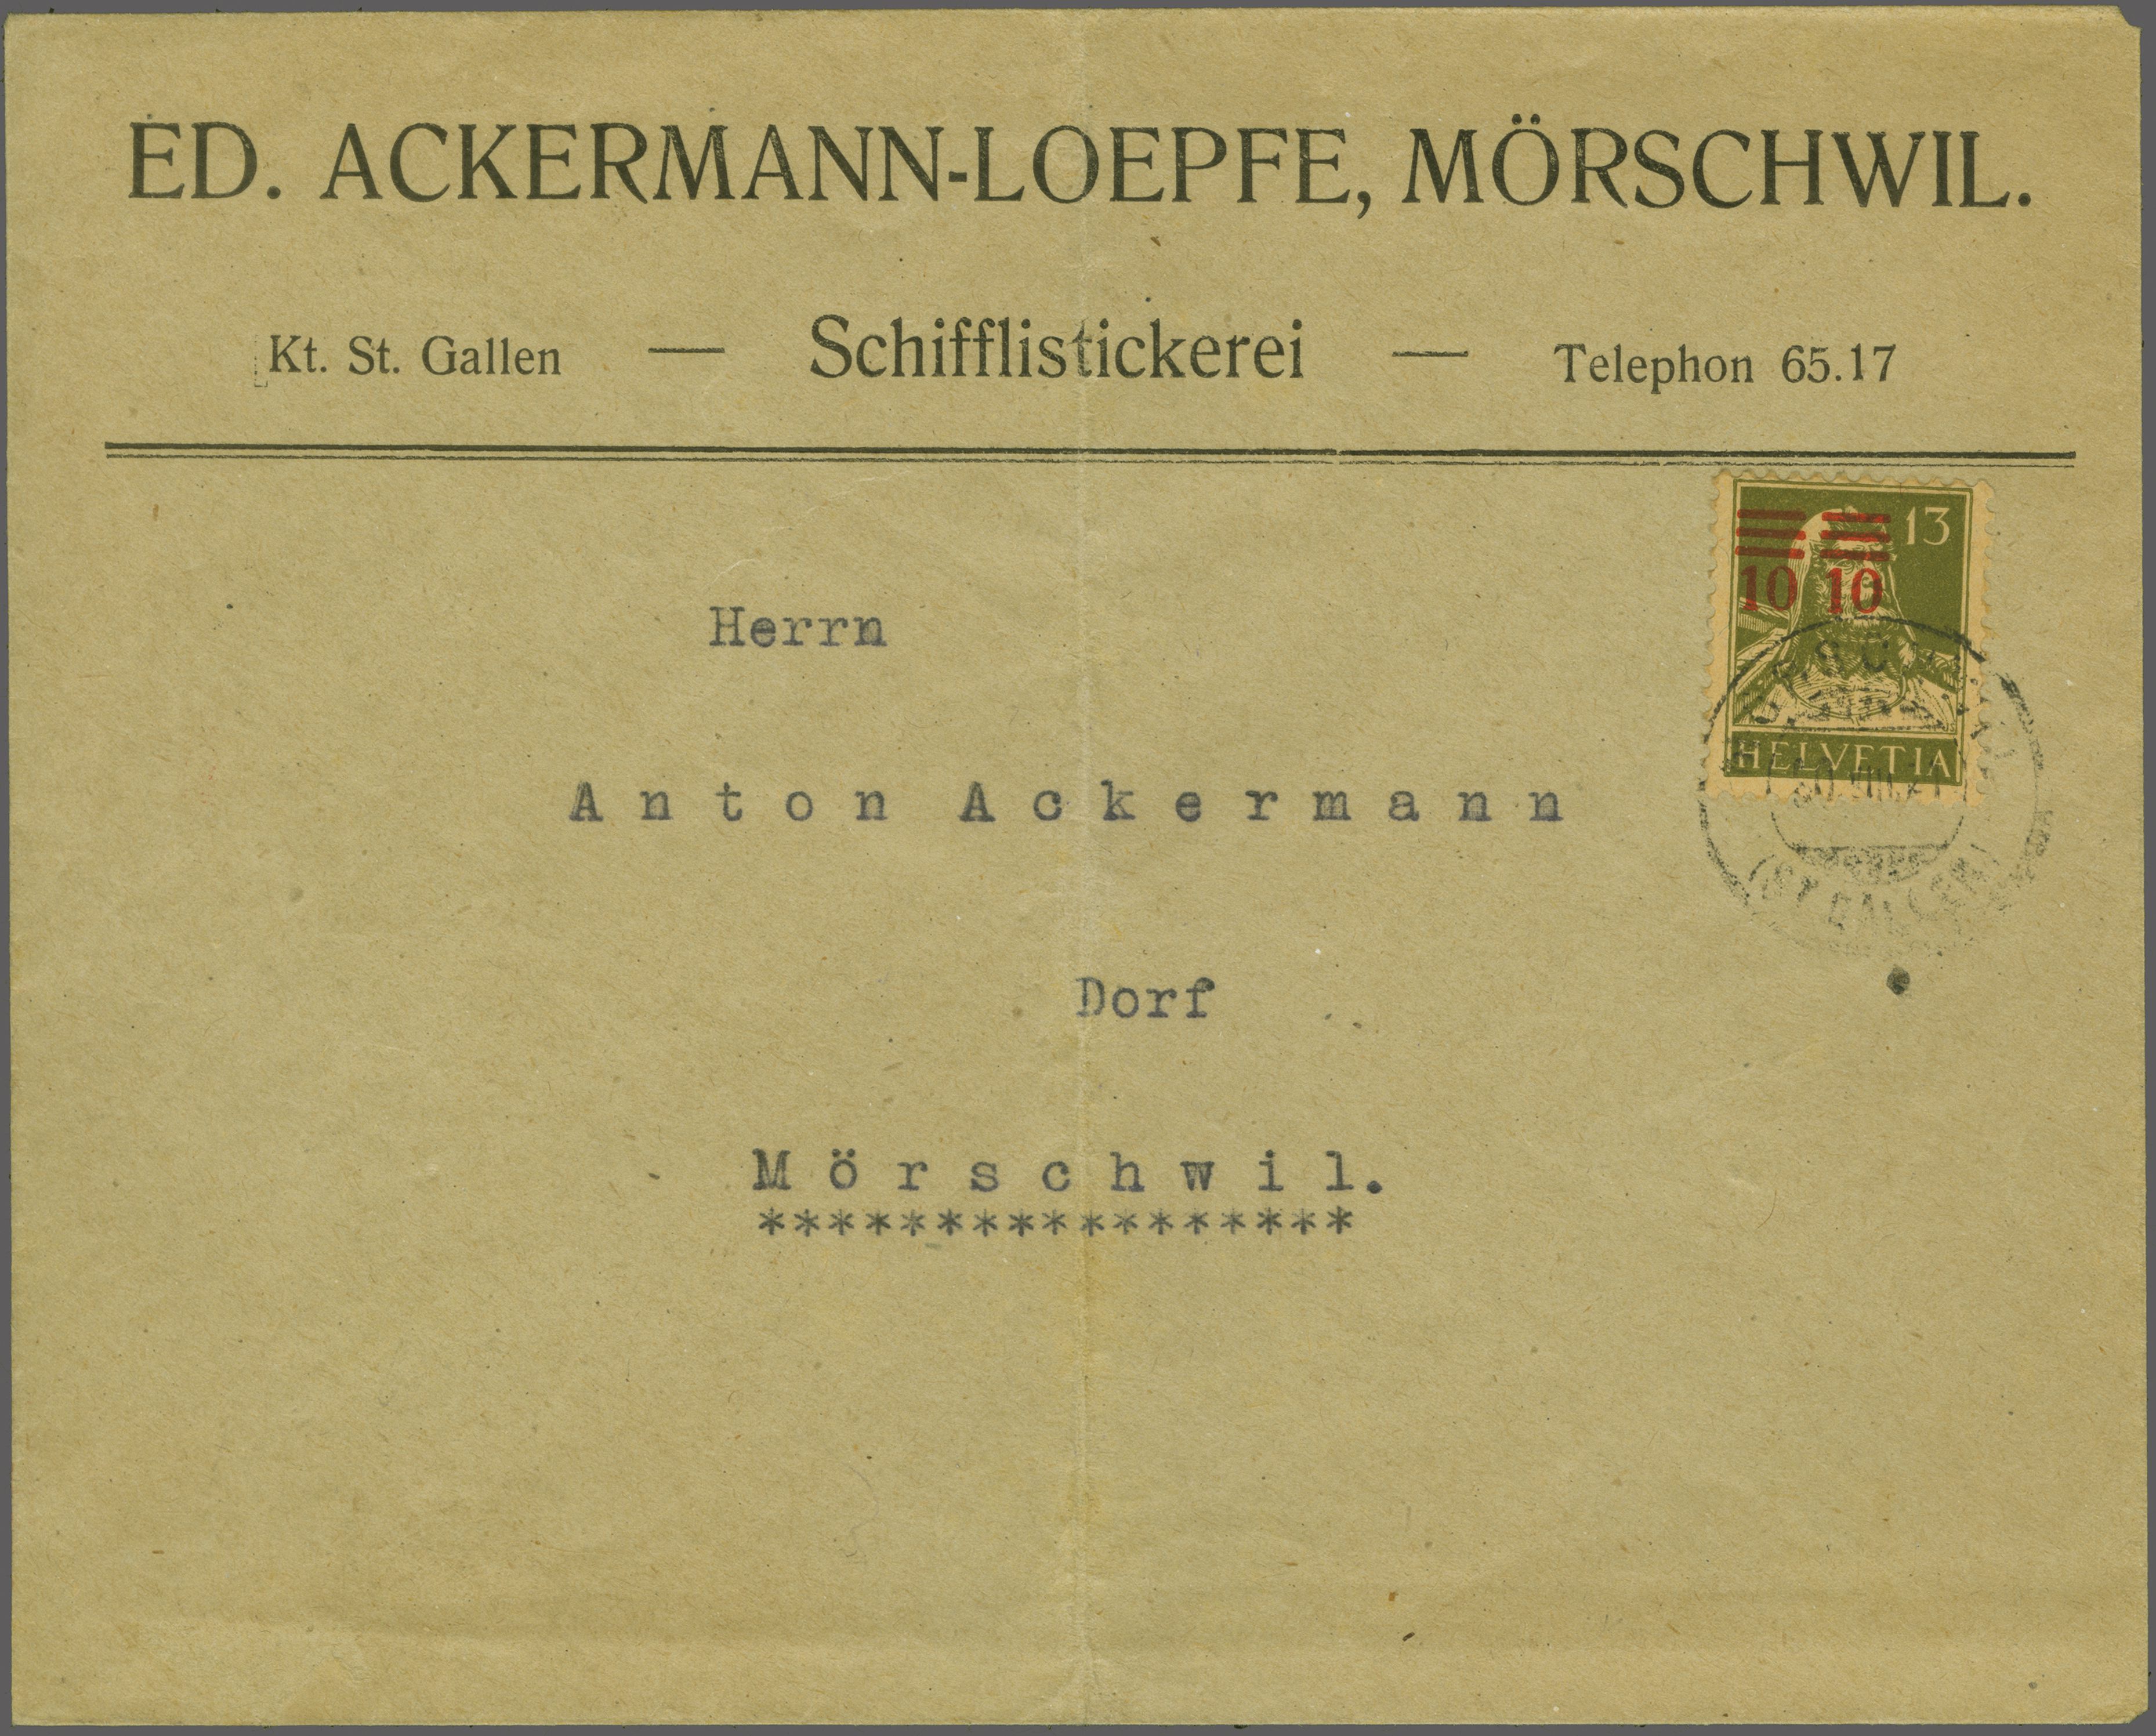 ED. ACKERMANN-LOEPFE, MÖRSCHWIL.
Kt. St. Gallen — Schifflistickerei — Telephon 65.17
13
10 10
HELVETIA
Herrn
Anton Ackermann
Dorf
Mörschwil.
*****************